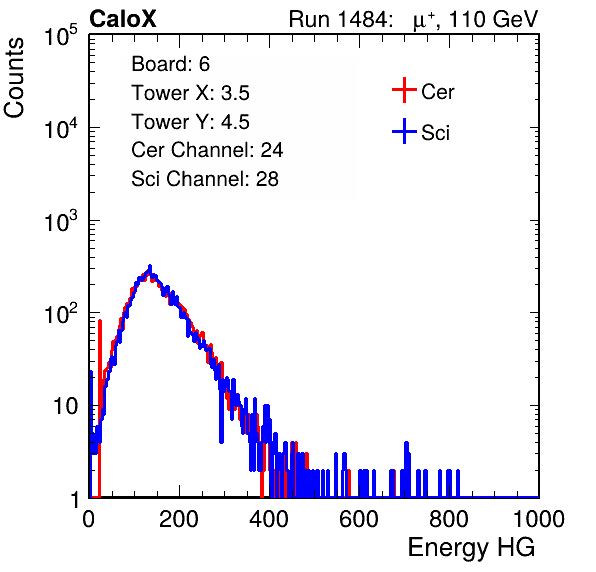 CaloX Run 1484: μ⁺, 110 GeV
Counts
10⁵
10⁴
10³
10²
10
1
Board: 6
Tower X: 3.5
Tower Y: 4.5
Cer Channel: 24
Sci Channel: 28
Cer
Sci
0 200 400 600 800 1000
Energy HG